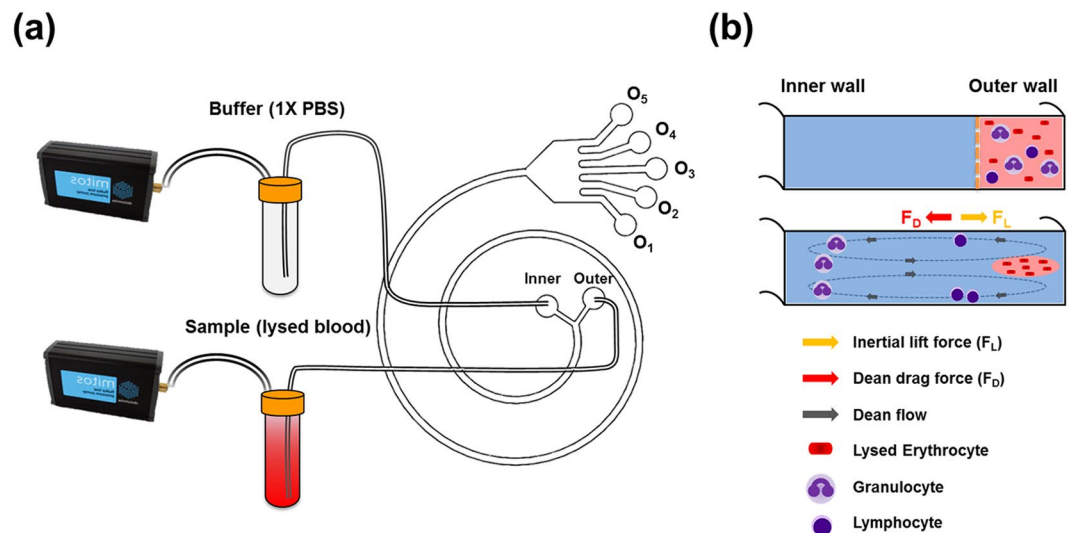 (a)
(b)
Buffer (1X PBS)
O5
O4
O3
O2
O1
Inner
Outer
Sample (lysed blood)
mitos
mitos
Inner wall
Outer wall
FD
FL
Inertial lift force (FL)
Dean drag force (FD)
Dean flow
Lysed Erythrocyte
Granulocyte
Lymphocyte